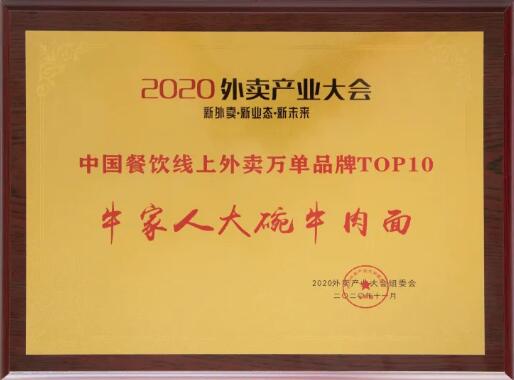 2020外卖产业大会
新外卖·新业态·新未来
中国餐饮线上外卖万单品牌TOP10
牛家人大碗牛肉面
2020外卖产业大会组委会
二〇二〇年十一月